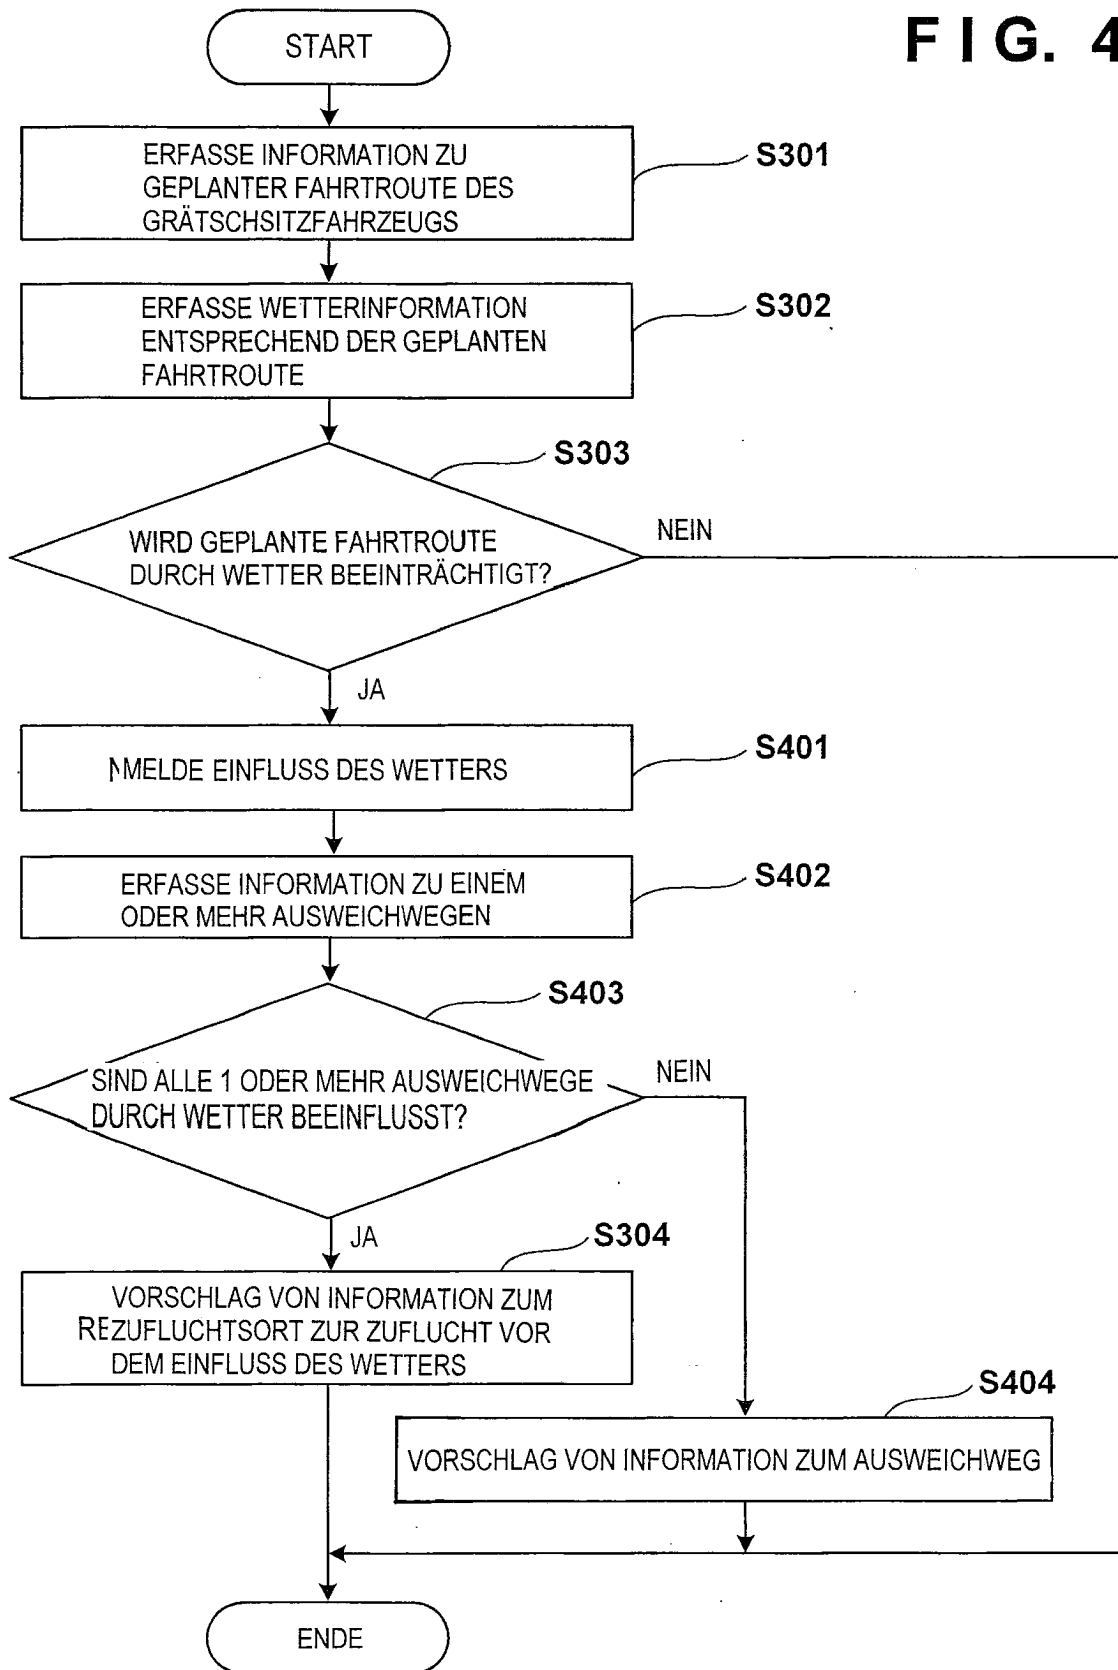 FIG. 4
START
ERFASSE INFORMATION ZU
GEPLANTER FAHRTROUTE DES
GRÄTSCHSITZFAHRZEUGS
S301
ERFASSE WETTERINFORMATION
ENTSPRECHEND DER GEPLANTEN
FAHRTROUTE
S302
S303
WIRD GEPLANTE FAHRTROUTE
DURCH WETTER BEEINTRÄCHTIGT?
NEIN
JA
MELDE EINFLUSS DES WETTERS
S401
ERFASSE INFORMATION ZU EINEM
ODER MEHR AUSWEICHWEGEN
S402
S403
SIND ALLE 1 ODER MEHR AUSWEICHWEGE
DURCH WETTER BEEINFLUSST?
NEIN
JA
S304
VORSCHLAG VON INFORMATION ZUM
REZUFLUCHTSORT ZUR ZUFLUCHT VOR
DEM EINFLUSS DES WETTERS
S404
VORSCHLAG VON INFORMATION ZUM AUSWEICHWEG
ENDE